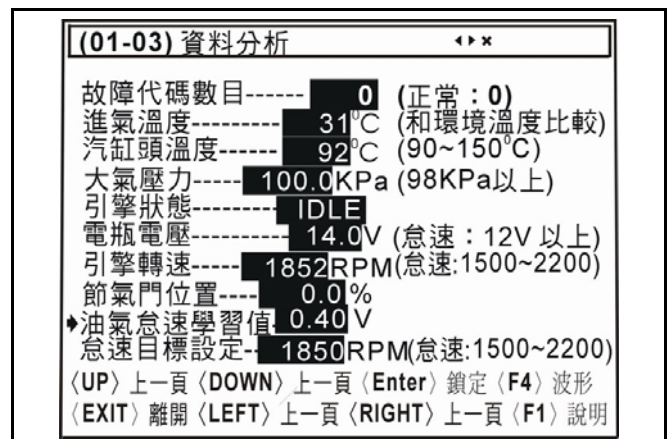 (01-03) 資料分析 ◂ ▸ ×
故障代碼數目------ 0 (正常：0)
進氣溫度--------- 31°C (和環境溫度比較)
汽缸頭溫度------ 92°C (90~150°C)
大氣壓力----- 100.0KPa (98KPa以上)
引擎狀態--------- IDLE
電瓶電壓---------- 14.0V (怠速：12V 以上)
引擎轉速----- 1852RPM(怠速:1500~2200)
節氣門位置---- 0.0 %
➧油氣怠速學習值- 0.40 V
怠速目標設定-- 1850RPM(怠速:1500~2200)
〈UP〉上一頁〈DOWN〉上一頁〈Enter〉鎖定〈F4〉波形
〈EXIT〉離開〈LEFT〉上一頁〈RIGHT〉上一頁〈F1〉說明